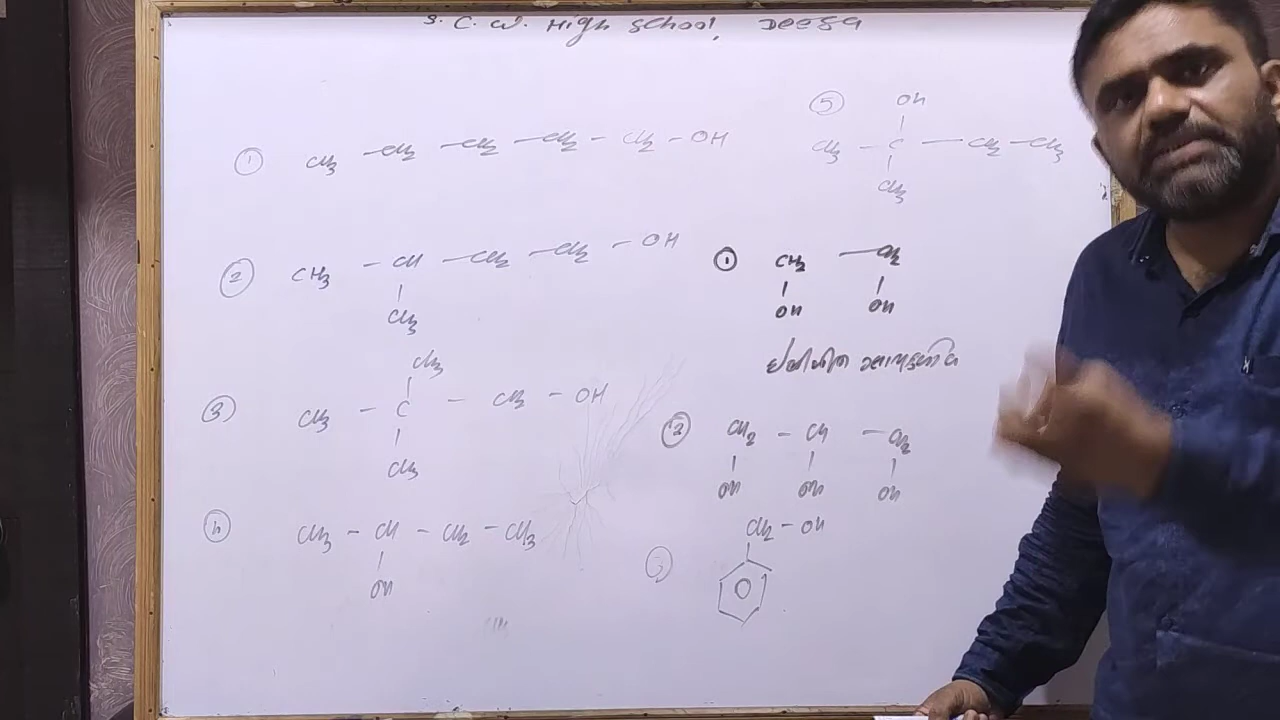 S. C. W. High School, Deesa
① CH3 – CH2 – CH2 – CH2 – CH2 – OH
② CH3 – CH – CH2 – CH2 – OH
CH3
CH3
③ CH3 – C – CH2 – OH
CH3
CH3 – CH – CH2 – CH3
OH
⑤ OH
CH3 – C – CH2 – CH3
CH3
① CH2 – CH2
OH OH
② CH2 – CH – CH2
OH OH OH
CH2 – OH
③